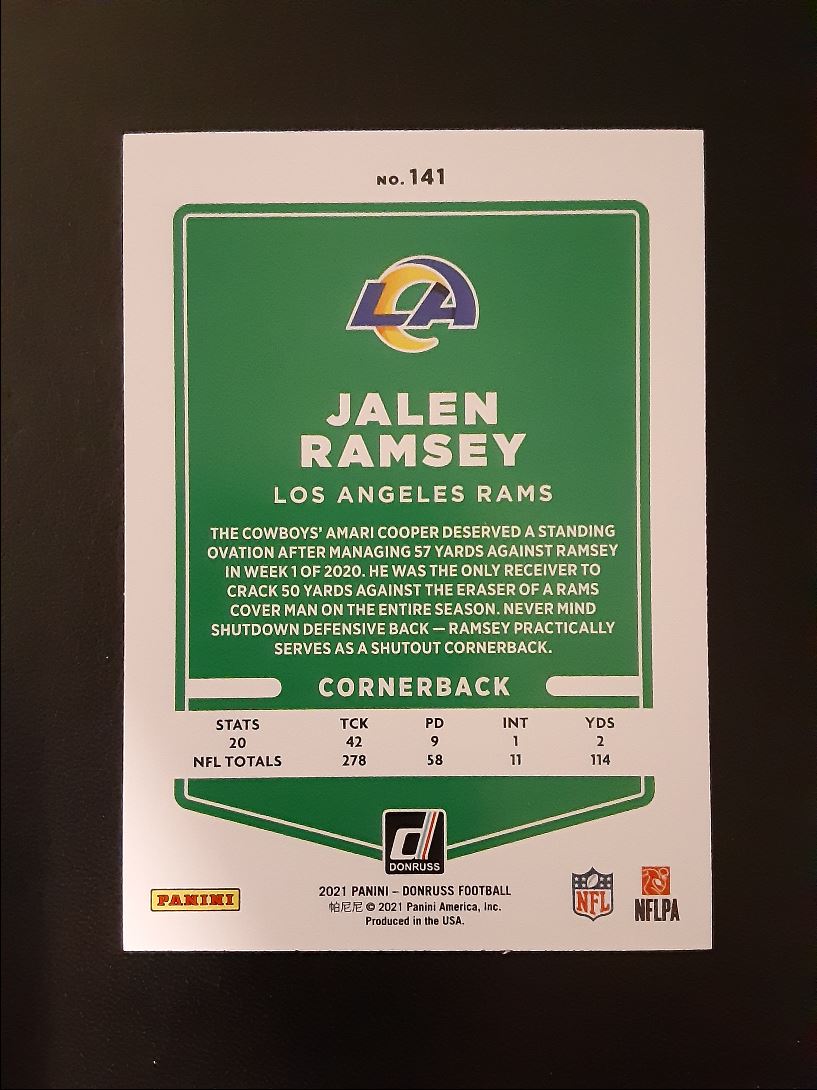 NO. 141
LA
JALEN
RAMSEY
LOS ANGELES RAMS
THE COWBOYS' AMARI COOPER DESERVED A STANDING
OVATION AFTER MANAGING 57 YARDS AGAINST RAMSEY
IN WEEK 1 OF 2020. HE WAS THE ONLY RECEIVER TO
CRACK 50 YARDS AGAINST THE ERASER OF A RAMS
COVER MAN ON THE ENTIRE SEASON. NEVER MIND
SHUTDOWN DEFENSIVE BACK — RAMSEY PRACTICALLY
SERVES AS A SHUTOUT CORNERBACK.
CORNERBACK
STATS TCK PD INT YDS
20 42 9 1 2
NFL TOTALS 278 58 11 114
d
DONRUSS
PANINI
2021 PANINI – DONRUSS FOOTBALL
帕尼尼 © 2021 Panini America, Inc.
Produced in the USA.
NFL
NFLPA